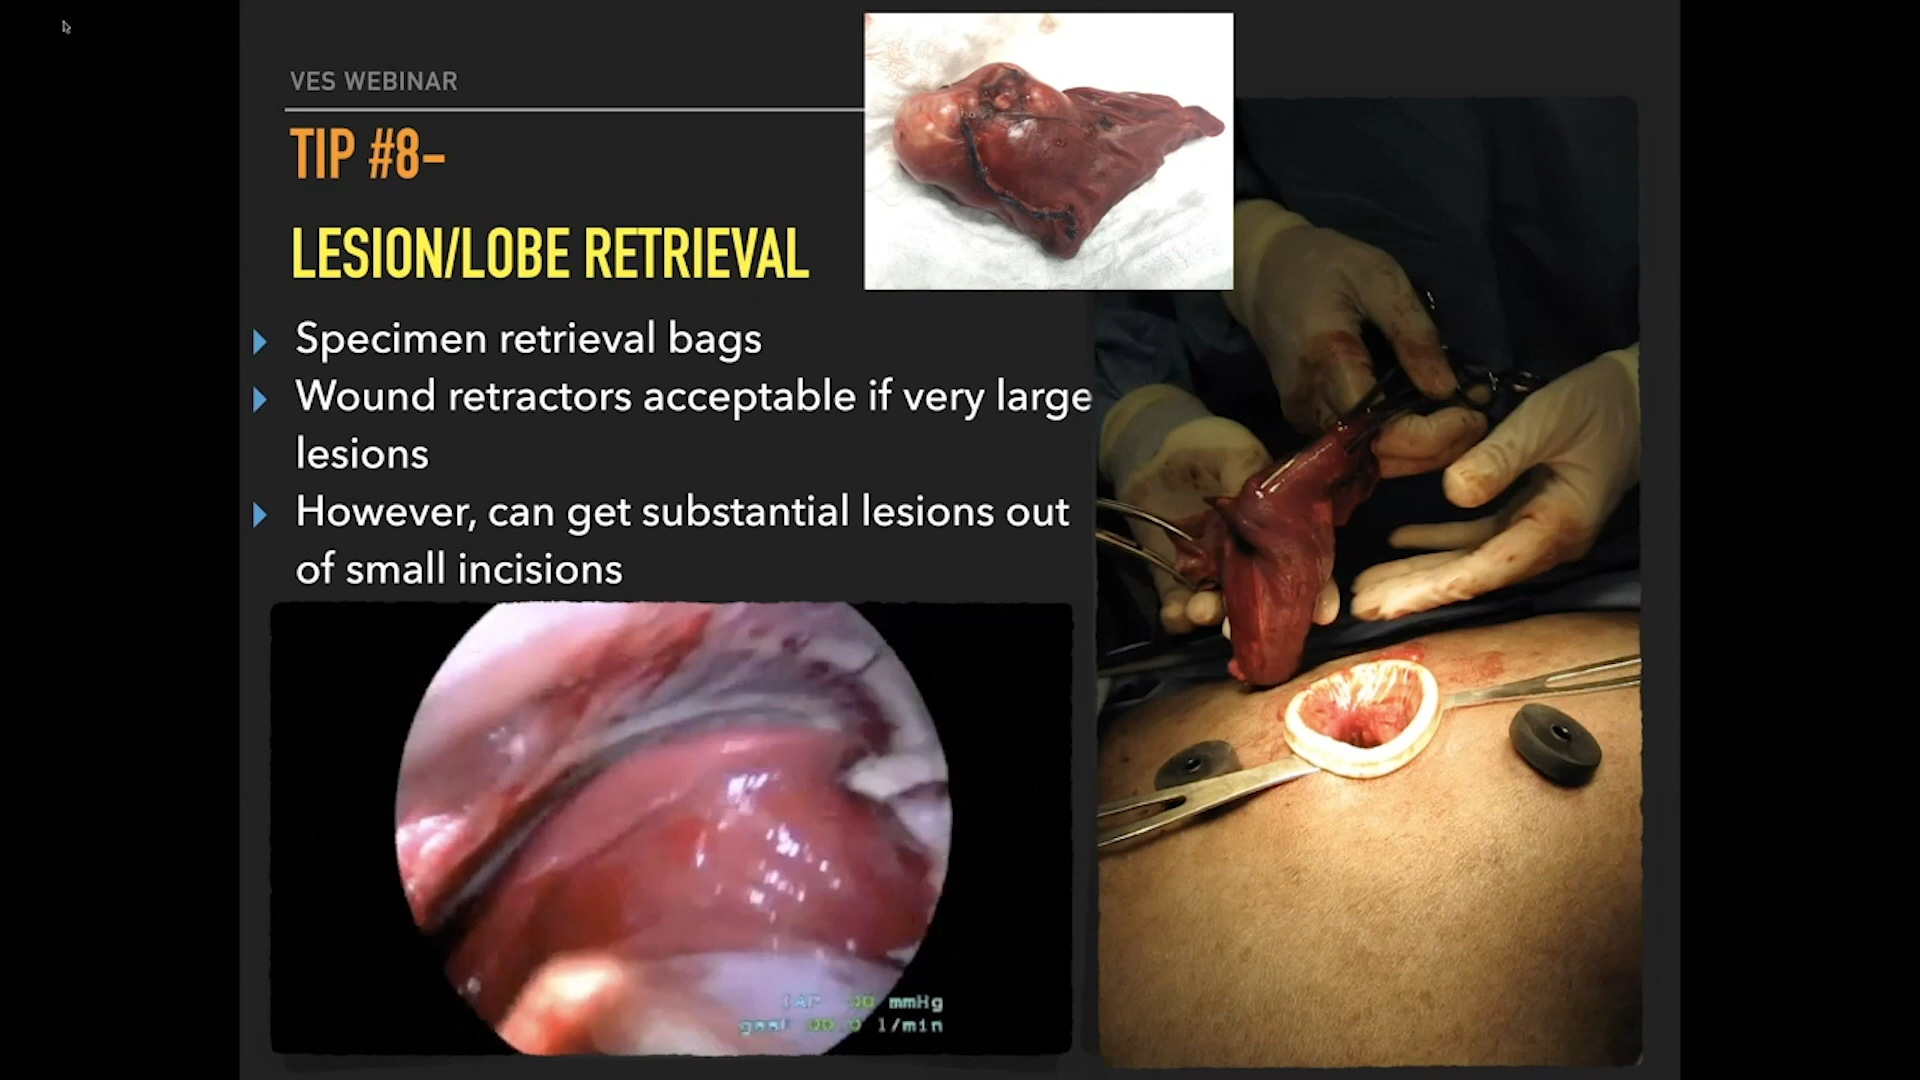 VES WEBINAR
TIP #8-
LESION/LOBE RETRIEVAL
Specimen retrieval bags
Wound retractors acceptable if very large
lesions
However, can get substantial lesions out
of small incisions
mmHg
l/min